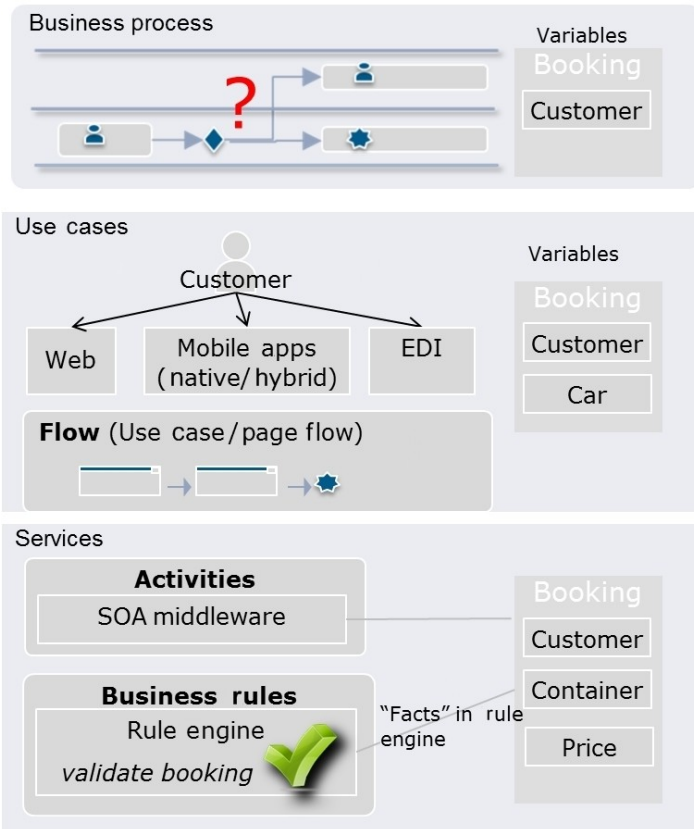 Business process
Variables
Booking
Customer
?
Use cases
Variables
Customer
Booking
Web
Mobile apps
(native/hybrid)
EDI
Customer
Car
Flow (Use case/page flow)
Services
Activities
SOA middleware
Booking
Customer
Container
Price
Business rules
Rule engine
validate booking
“Facts” in rule
engine